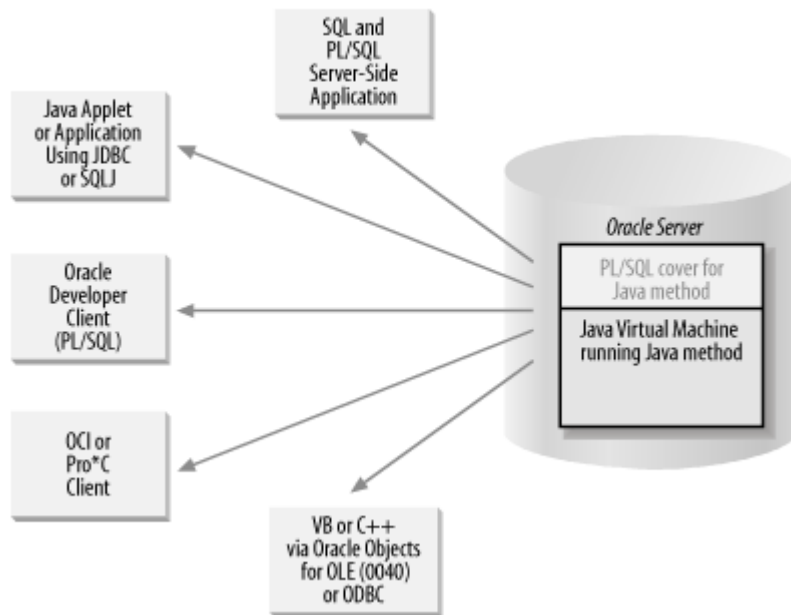 SQL and
PL/SQL
Server-Side
Application
Java Applet
or Application
Using JDBC
or SQLJ
Oracle
Developer
Client
(PL/SQL)
OCI or
Pro*C
Client
VB or C++
via Oracle Objects
for OLE (0040)
or ODBC
Oracle Server
PL/SQL cover for
Java method
Java Virtual Machine
running Java method